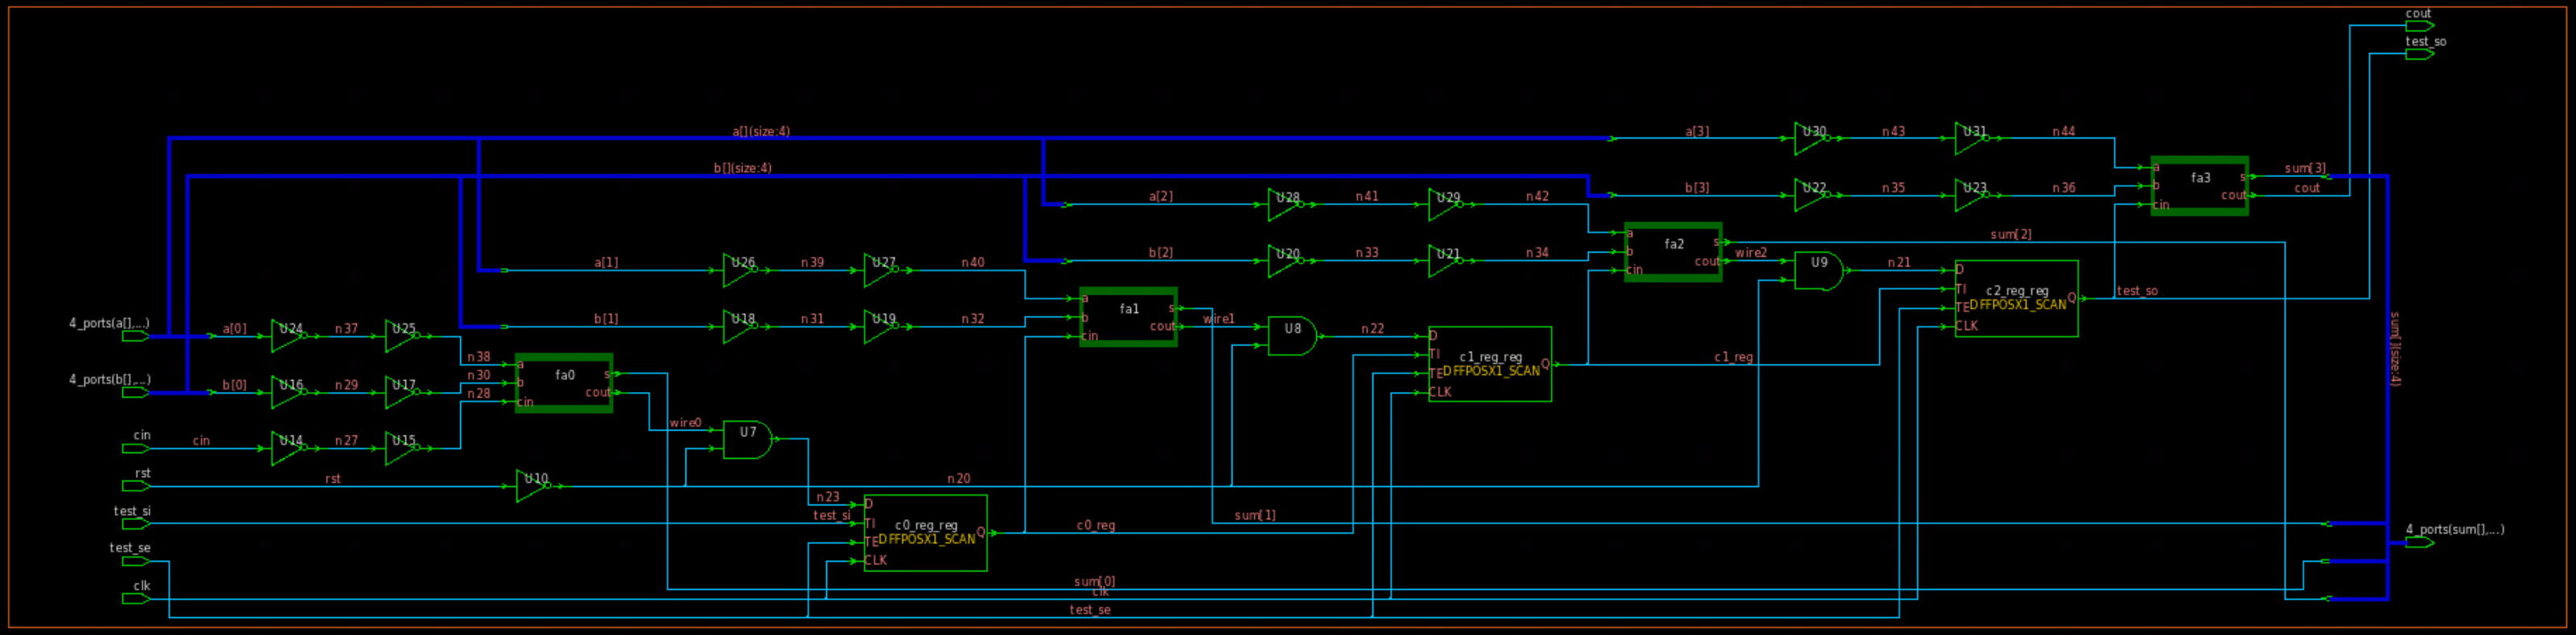 cout
test_so
a[](size:4)
a[3]
U30
n43
U31
n44
b[](size:4)
a[2]
U28
n41
U29
n42
b[3]
U22
n35
U23
n36
a
b
cin
fa3
s
cout
sum[3]
cout
a[1]
U26
n39
U27
n40
b[2]
U20
n33
U21
n34
a
b
cin
fa2
s
cout
sum[2]
wire2
U9
n21
D
TI
TE
CLK
c2_reg_reg
DFFPOSX1_SCAN
Q
test_so
4_ports(a[],...)
a[0]
U24
n37
U25
n38
b[1]
U18
n31
U19
n32
a
b
cin
fa1
s
cout
wire1
U8
n22
D
TI
TE
CLK
c1_reg_reg
DFFPOSX1_SCAN
Q
c1_reg
sum[](size:4)
4_ports(b[],...)
b[0]
U16
n29
U17
n30
n28
a
b
cin
fa0
s
cout
cin
cin
U14
n27
U15
wire0
U7
rst
rst
U10
n20
n23
test_si
test_si
D
TI
TE
CLK
c0_reg_reg
DFFPOSX1_SCAN
Q
c0_reg
sum[1]
4_ports(sum[],...)
test_se
clk
sum[0]
clk
test_se